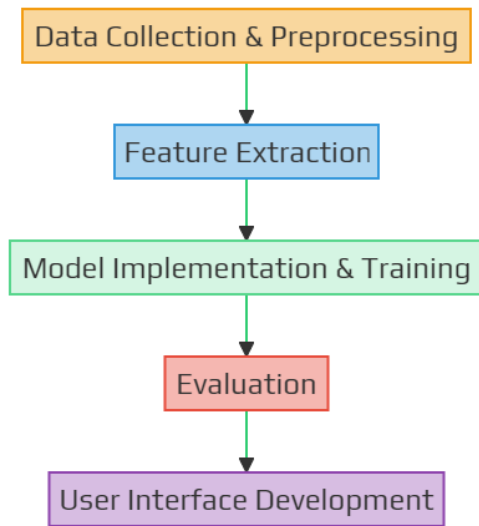 Data Collection & Preprocessing
Feature Extraction
Model Implementation & Training
Evaluation
User Interface Development